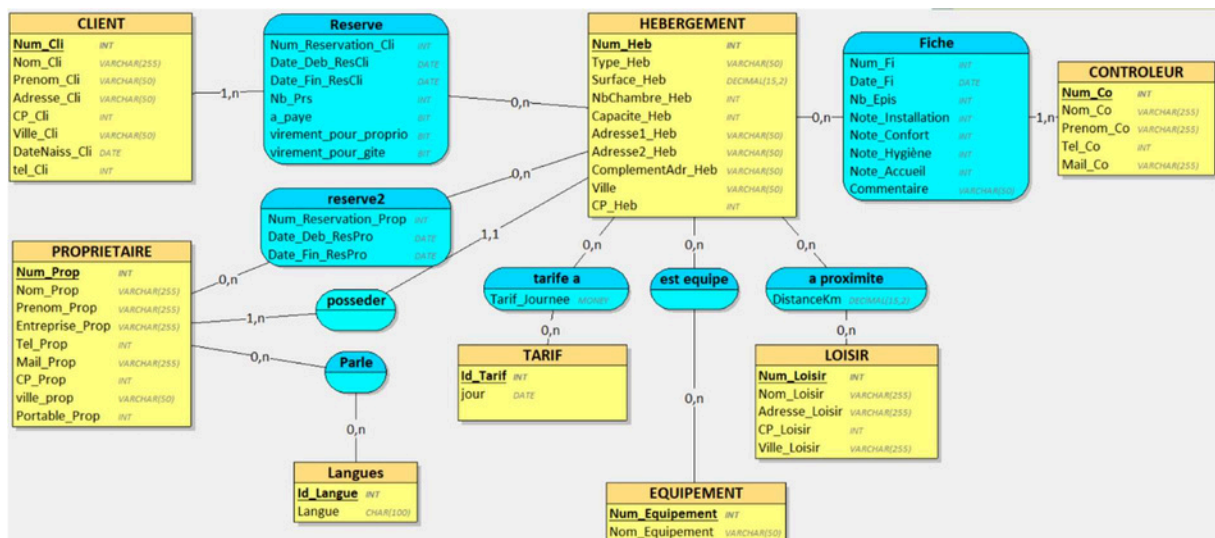 CLIENT
Num_Cli INT
Nom_Cli VARCHAR(255)
Prenom_Cli VARCHAR(50)
Adresse_Cli VARCHAR(50)
CP_Cli INT
Ville_Cli VARCHAR(50)
DateNaiss_Cli DATE
tel_Cli INT
1,n
Reserve
Num_Reservation_Cli INT
Date_Deb_ResCli DATE
Date_Fin_ResCli DATE
Nb_Prs INT
a_paye BIT
virement_pour_proprio BIT
virement_pour_gite BIT
0,n
HEBERGEMENT
Num_Heb INT
Type_Heb VARCHAR(50)
Surface_Heb DECIMAL(15,2)
NbChambre_Heb INT
Capacite_Heb INT
Adresse1_Heb VARCHAR(50)
Adresse2_Heb VARCHAR(50)
ComplementAdr_Heb VARCHAR(50)
Ville VARCHAR(50)
CP_Heb INT
0,n
Fiche
Num_Fi INT
Date_Fi DATE
Nb_Epis INT
Note_Installation INT
Note_Confort INT
Note_Hygiène INT
Note_Accueil INT
Commentaire VARCHAR(50)
1,n
CONTROLEUR
Num_Co INT
Nom_Co VARCHAR(255)
Prenom_Co VARCHAR(255)
Tel_Co INT
Mail_Co VARCHAR(255)
0,n
reserve2
Num_Reservation_Prop INT
Date_Deb_ResPro DATE
Date_Fin_ResPro DATE
0,n
1,1
PROPRIETAIRE
Num_Prop INT
Nom_Prop VARCHAR(255)
Prenom_Prop VARCHAR(255)
Entreprise_Prop VARCHAR(255)
Tel_Prop INT
Mail_Prop VARCHAR(255)
CP_Prop INT
ville_prop VARCHAR(50)
Portable_Prop INT
1,n
posseder
0,n
Parle
0,n
Langues
Id_Langue INT
Langue CHAR(100)
0,n
tarife a
Tarif_Journee MONEY
0,n
TARIF
Id_Tarif INT
jour DATE
0,n
est equipe
0,n
EQUIPEMENT
Num_Equipement INT
Nom_Equipement VARCHAR(50)
0,n
a proximite
DistanceKm DECIMAL(15,2)
0,n
LOISIR
Num_Loisir INT
Nom_Loisir VARCHAR(255)
Adresse_Loisir VARCHAR(255)
CP_Loisir INT
Ville_Loisir VARCHAR(255)